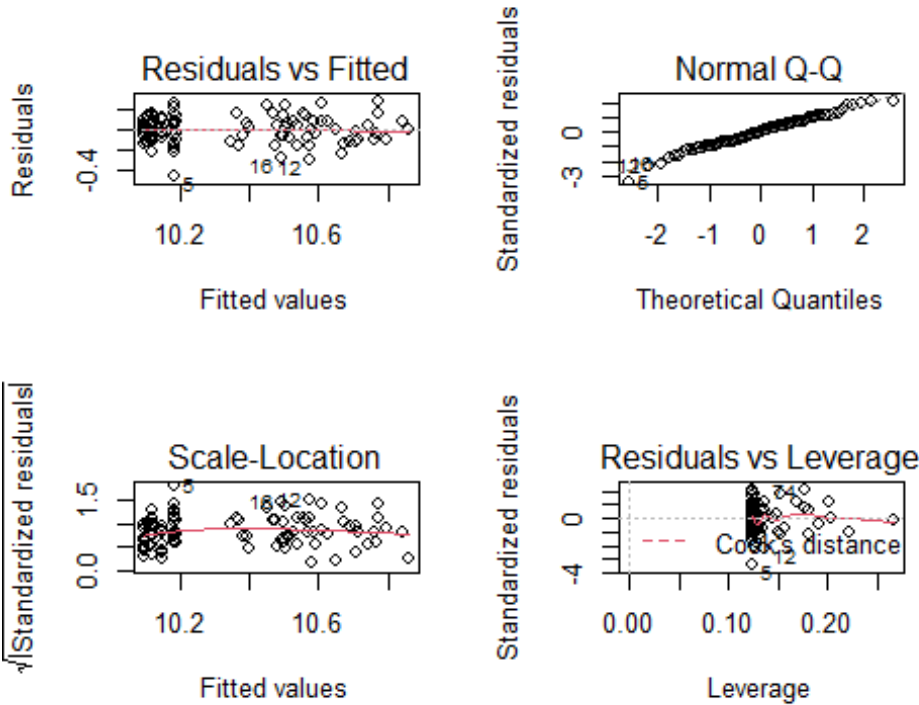 Residuals vs Fitted
Residuals
-0.4
16
12
5
10.2 10.6
Fitted values
Normal Q-Q
Standardized residuals
0
-3
5
-2 -1 0 1 2
Theoretical Quantiles
Scale-Location
√|Standardized residuals|
1.5
0.0
5
16
12
10.2 10.6
Fitted values
Residuals vs Leverage
Standardized residuals
0
-4
74
Cook's distance
12
5
0.00 0.10 0.20
Leverage